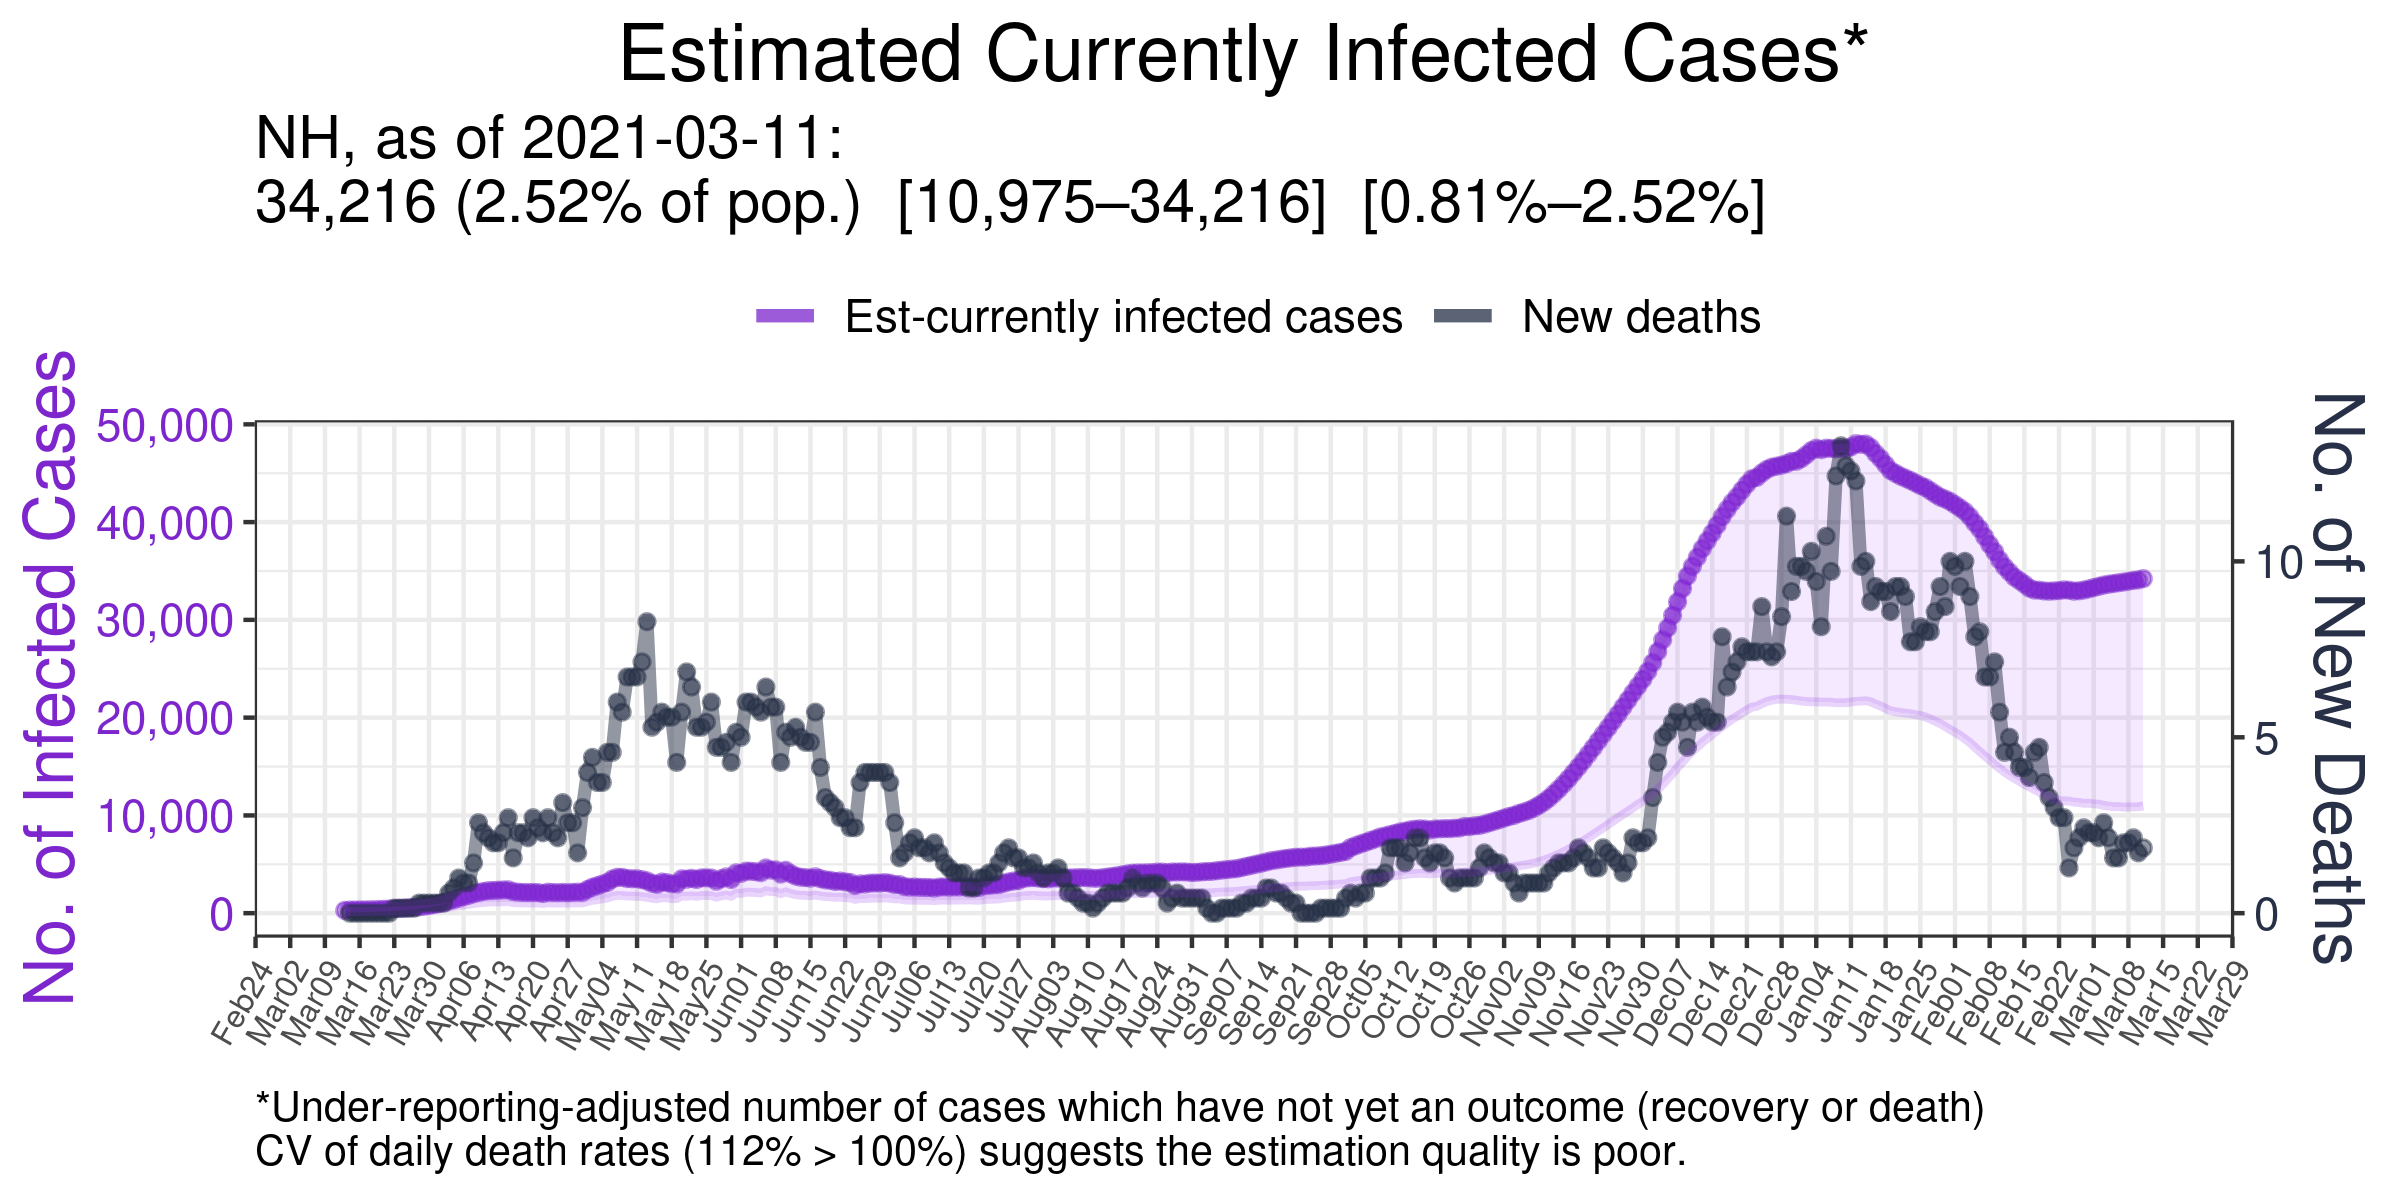 Estimated Currently Infected Cases*
NH, as of 2021-03-11:
34,216 (2.52% of pop.)  [10,975–34,216]  [0.81%–2.52%]
Est-currently infected cases
New deaths
No. of Infected Cases
50,000
40,000
30,000
20,000
10,000
0
No. of New Deaths
10
5
0
Feb24
Mar02
Mar09
Mar16
Mar23
Mar30
Apr06
Apr13
Apr20
Apr27
May04
May11
May18
May25
Jun01
Jun08
Jun15
Jun22
Jun29
Jul06
Jul13
Jul20
Jul27
Aug03
Aug10
Aug17
Aug24
Aug31
Sep07
Sep14
Sep21
Sep28
Oct05
Oct12
Oct19
Oct26
Nov02
Nov09
Nov16
Nov23
Nov30
Dec07
Dec14
Dec21
Dec28
Jan04
Jan11
Jan18
Jan25
Feb01
Feb08
Feb15
Feb22
Mar01
Mar08
Mar15
Mar22
Mar29
*Under-reporting-adjusted number of cases which have not yet an outcome (recovery or death)
CV of daily death rates (112% > 100%) suggests the estimation quality is poor.